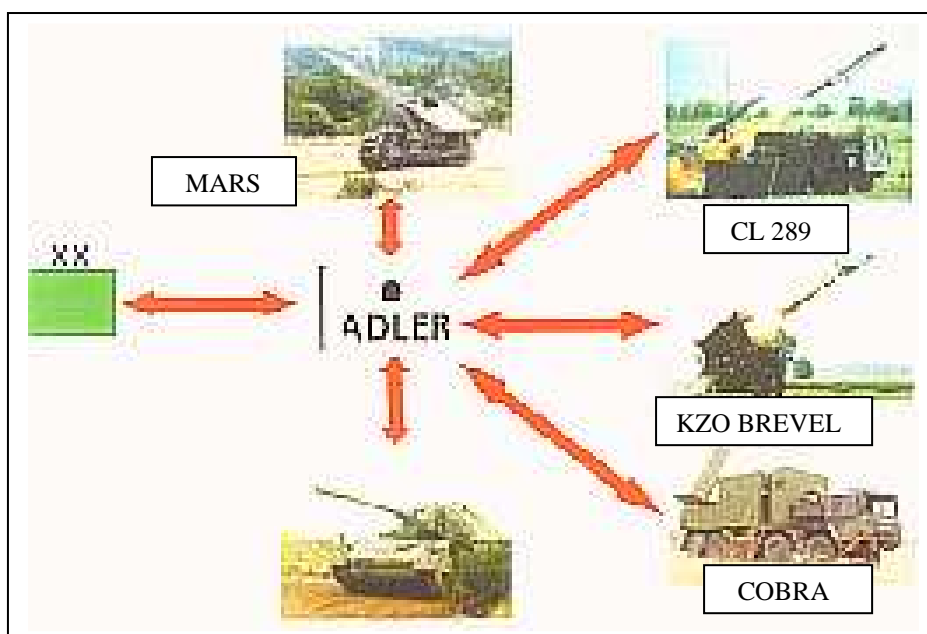 MARS
CL 289
XX
ADLER
KZO BREVEL
COBRA